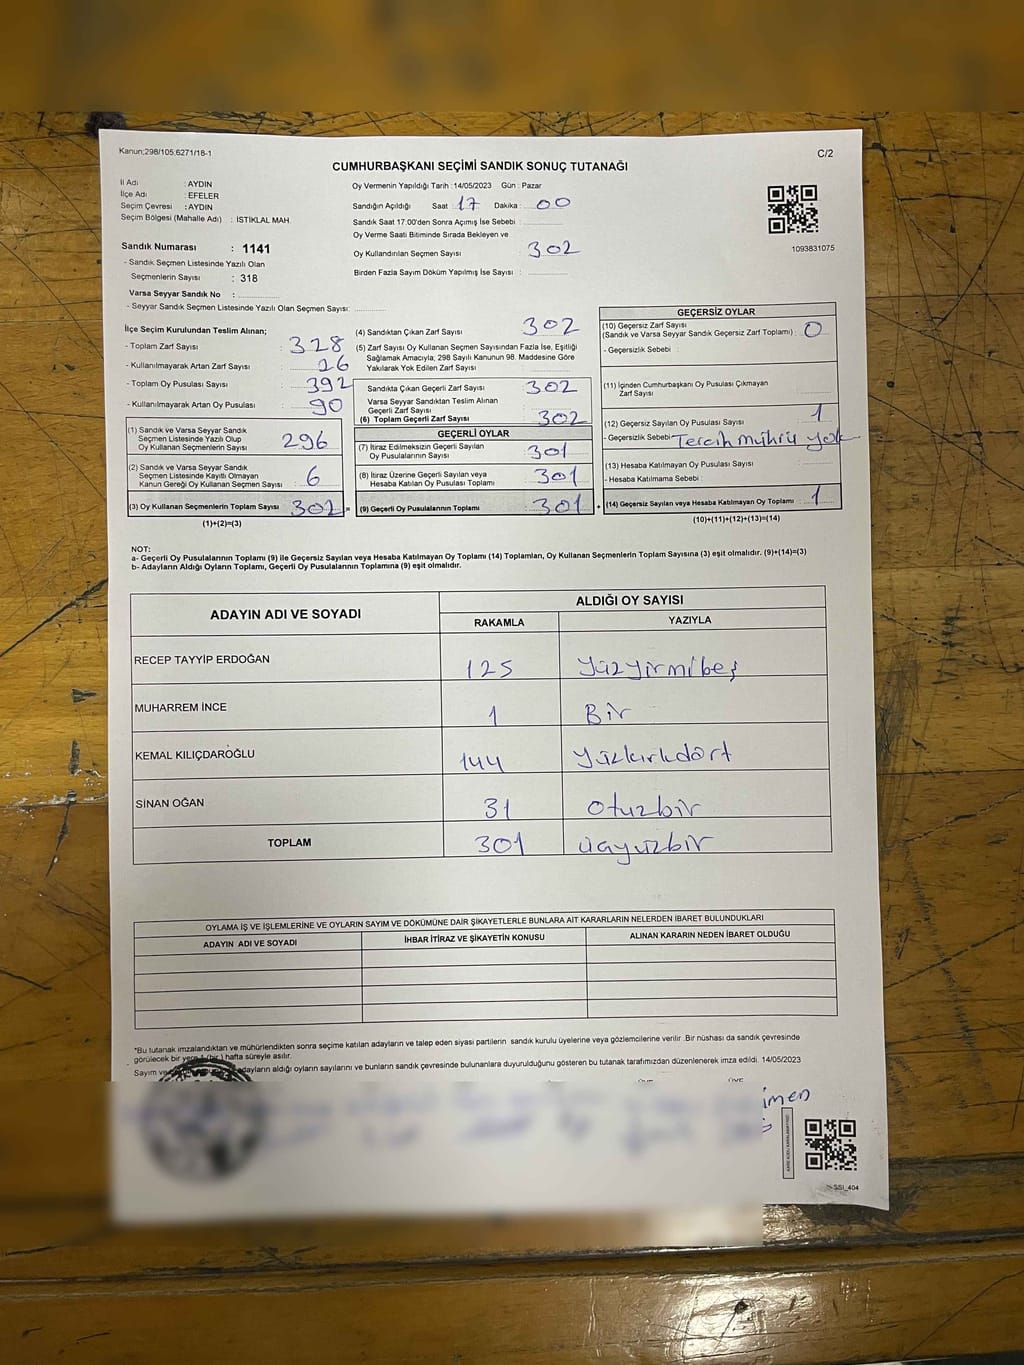 Kanun;298/105;6271/18-1
C/2
CUMHURBAŞKANI SEÇİMİ SANDIK SONUÇ TUTANAĞI
İl Adı : AYDIN
İlçe Adı : EFELER
Seçim Çevresi : AYDIN
Seçim Bölgesi (Mahalle Adı) : İSTİKLAL MAH.
Sandık Numarası : 1141
- Sandık Seçmen Listesinde Yazılı Olan
Seçmenlerin Sayısı : 318
Varsa Seyyar Sandık No :
- Seyyar Sandık Seçmen Listesinde Yazılı Olan Seçmen Sayısı:
Oy Vermenin Yapıldığı Tarih : 14/05/2023 Gün : Pazar
Sandığın Açıldığı Saat : 17 Dakika : 00
Sandık Saat 17:00'den Sonra Açımış İse Sebebi :
Oy Verme Saati Bitiminde Sırada Bekleyen ve
Oy Kullandırılan Seçmen Sayısı : 302
Birden Fazla Sayım Döküm Yapılmış İse Sayısı :
1093831075
İlçe Seçim Kurulundan Teslim Alınan;
- Toplam Zarf Sayısı : 328
- Kullanılmayarak Artan Zarf Sayısı : 26
- Toplam Oy Pusulası Sayısı : 392
- Kullanılmayarak Artan Oy Pusulası : 90
(1) Sandık ve Varsa Seyyar Sandık
Seçmen Listesinde Yazılı Olup
Oy Kullanan Seçmenlerin Sayısı : 296
(2) Sandık ve Varsa Seyyar Sandık
Seçmen Listesinde Kayıtlı Olmayan
Kanun Gereği Oy Kullanan Seçmen Sayısı : 6
(3) Oy Kullanan Seçmenlerin Toplam Sayısı : 302 =
(1)+(2)=(3)
(4) Sandıktan Çıkan Zarf Sayısı : 302
(5) Zarf Sayısı Oy Kullanan Seçmen Sayısından Fazla İse, Eşitliği
Sağlamak Amacıyla; 298 Sayılı Kanunun 98. Maddesine Göre
Yakılarak Yok Edilen Zarf Sayısı :
Sandıkta Çıkan Geçerli Zarf Sayısı : 302
Varsa Seyyar Sandıktan Teslim Alınan
Geçerli Zarf Sayısı :
(6) Toplam Geçerli Zarf Sayısı : 302
GEÇERLİ OYLAR
(7) İtiraz Edilmeksizin Geçerli Sayılan
Oy Pusulalarının Sayısı : 301
(8) İtiraz Üzerine Geçerli Sayılan veya
Hesaba Katılan Oy Pusulası Toplamı : 301
(9) Geçerli Oy Pusulalarının Toplamı : 301 +
GEÇERSİZ OYLAR
(10) Geçersiz Zarf Sayısı
(Sandık ve Varsa Seyyar Sandık Geçersiz Zarf Toplamı) : 0
- Geçersizlik Sebebi :
(11) İçinden Cumhurbaşkanı Oy Pusulası Çıkmayan
Zarf Sayısı :
(12) Geçersiz Sayılan Oy Pusulası Sayısı : 1
- Geçersizlik Sebebi : Tercih mührü yok
(13) Hesaba Katılmayan Oy Pusulası Sayısı :
- Hesaba Katılmama Sebebi :
(14) Geçersiz Sayılan veya Hesaba Katılmayan Oy Toplamı : 1
(10)+(11)+(12)+(13)=(14)
NOT:
a- Geçerli Oy Pusulalarının Toplamı (9) ile Geçersiz Sayılan veya Hesaba Katılmayan Oy Toplamı (14) Toplamları, Oy Kullanan Seçmenlerin Toplam Sayısına (3) eşit olmalıdır. (9)+(14)=(3)
b- Adayların Aldığı Oyların Toplamı, Geçerli Oy Pusulalarının Toplamına (9) eşit olmalıdır.
ADAYIN ADI VE SOYADI
ALDIĞI OY SAYISI
RAKAMLA YAZIYLA
RECEP TAYYİP ERDOĞAN 125 Yüzyirmibeş
MUHARREM İNCE 1 Bir
KEMAL KILIÇDAROĞLU 144 Yüzkırkdört
SİNAN OĞAN 31 Otuzbir
TOPLAM 301 üçyüzbir
OYLAMA İŞ VE İŞLEMLERİNE VE OYLARIN SAYIM VE DÖKÜMÜNE DAİR ŞİKAYETLERLE BUNLARA AİT KARARLARIN NELERDEN İBARET BULUNDUKLARI
ADAYIN ADI VE SOYADI İHBAR İTİRAZ VE ŞİKAYETİN KONUSU ALINAN KARARIN NEDEN İBARET OLDUĞU
*Bu tutanak imzalandıktan ve mühürlendikten sonra seçime katılan adayların ve talep eden siyasi partilerin sandık kurulu üyelerine veya gözlemcilerine verilir .Bir nüshası da sandık çevresinde
görülecek bir yere 1 (bir) hafta süreyle asılır.
Sayım ve adayların aldığı oyların sayılarını ve bunların sandık çevresinde bulunanlara duyurulduğunu gösteren bu tutanak tarafımızdan düzenlenerek imza edildi. 14/05/2023
ÜYE ÜYE
SSI_404